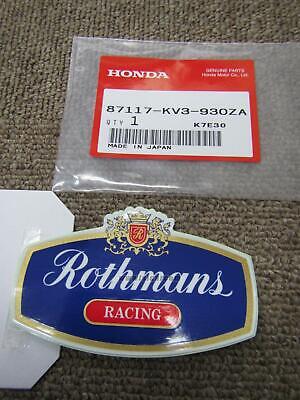 HONDA
GENUINE PARTS
Honda Motor Co., Ltd.
87117-KV3-930ZA
QTY 1 K7E30
MADE IN JAPAN
R
Rothmans
RACING